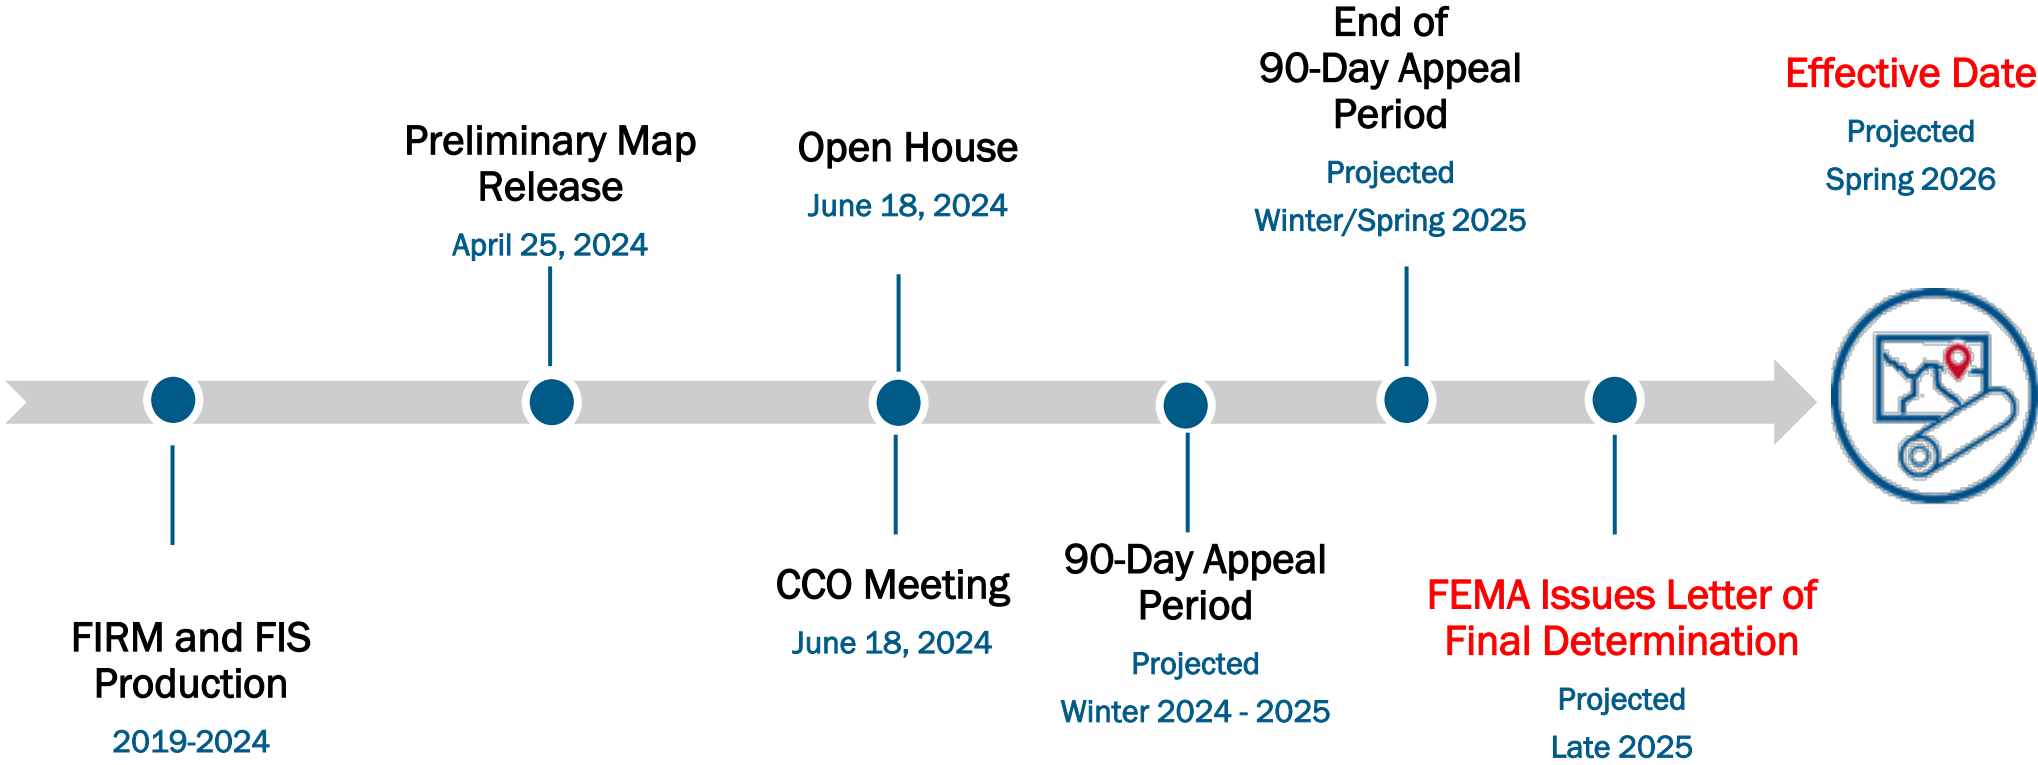 FIRM and FIS
Production
2019-2024
Preliminary Map
Release
April 25, 2024
Open House
June 18, 2024
CCO Meeting
June 18, 2024
90-Day Appeal
Period
Projected
Winter 2024 - 2025
End of
90-Day Appeal
Period
Projected
Winter/Spring 2025
FEMA Issues Letter of
Final Determination
Projected
Late 2025
Effective Date
Projected
Spring 2026